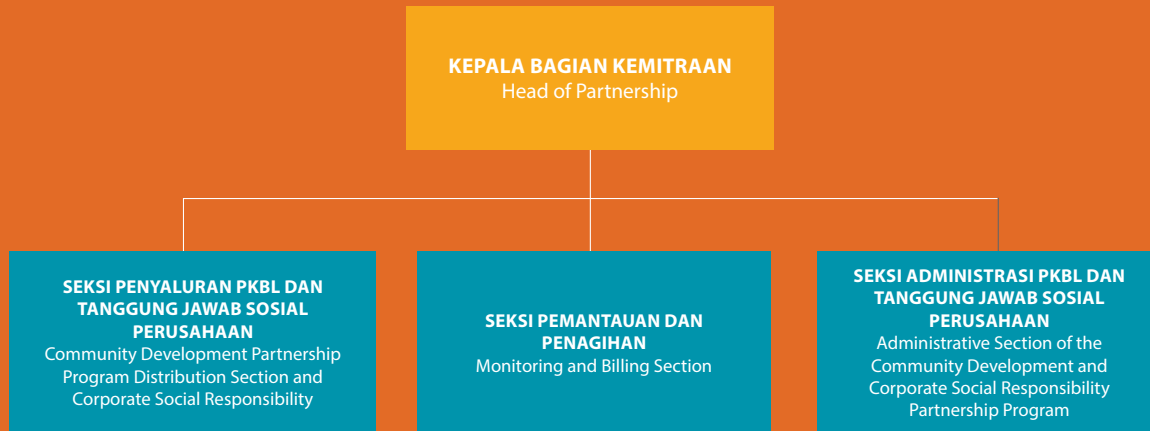 KEPALA BAGIAN KEMITRAAN
Head of Partnership
SEKSI PENYALURAN PKBL DAN
TANGGUNG JAWAB SOSIAL
PERUSAHAAN
Community Development Partnership
Program Distribution Section and
Corporate Social Responsibility
SEKSI PEMANTAUAN DAN
PENAGIHAN
Monitoring and Billing Section
SEKSI ADMINISTRASI PKBL DAN
TANGGUNG JAWAB SOSIAL
PERUSAHAAN
Administrative Section of the
Community Development and
Corporate Social Responsibility
Partnership Program